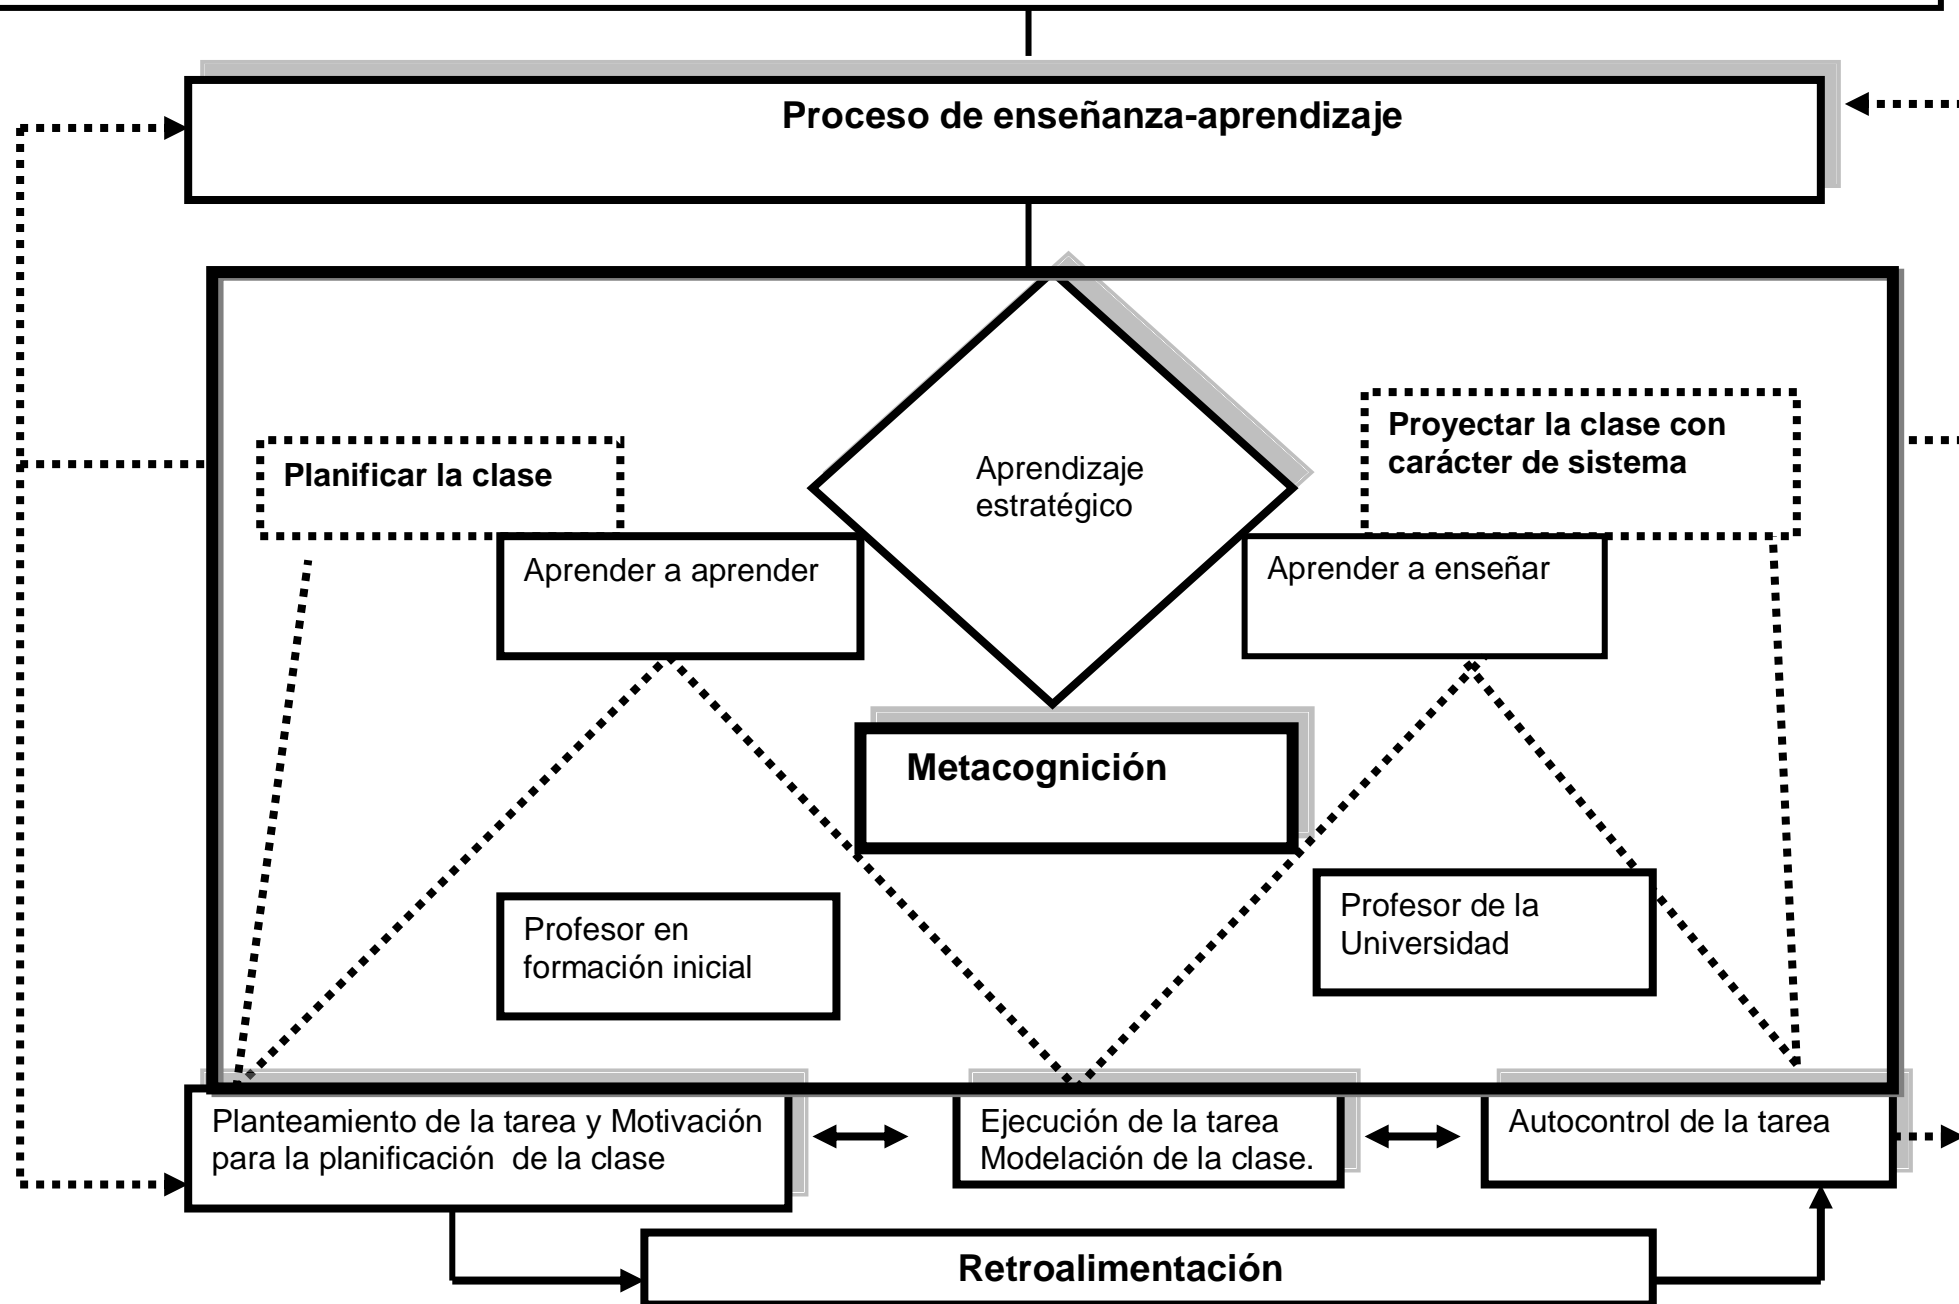 Proceso de enseñanza-aprendizaje
Planificar la clase
Aprendizaje
estratégico
Proyectar la clase con
carácter de sistema
Aprender a aprender
Aprender a enseñar
Metacognición
Profesor en
formación inicial
Profesor de la
Universidad
Planteamiento de la tarea y Motivación
para la planificación de la clase
Ejecución de la tarea
Modelación de la clase.
Autocontrol de la tarea
Retroalimentación